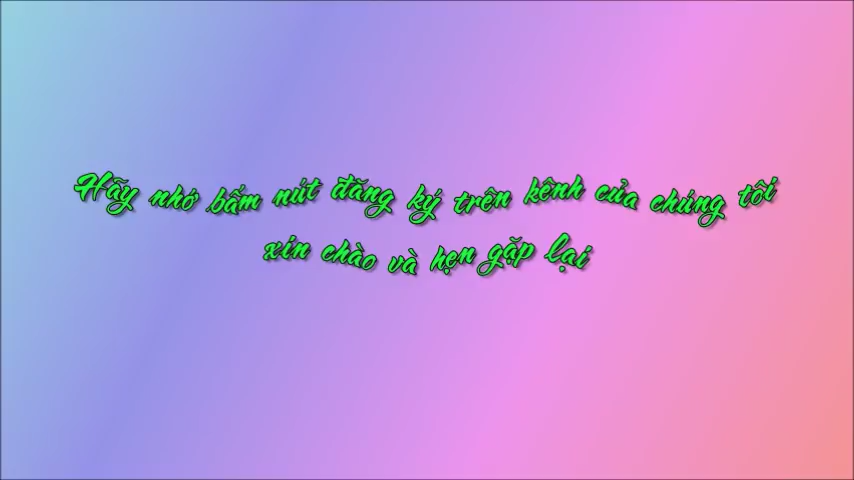 Hãy nhớ bấm nút đăng ký trên kênh của chúng tôi
xin chào và hẹn gặp lại